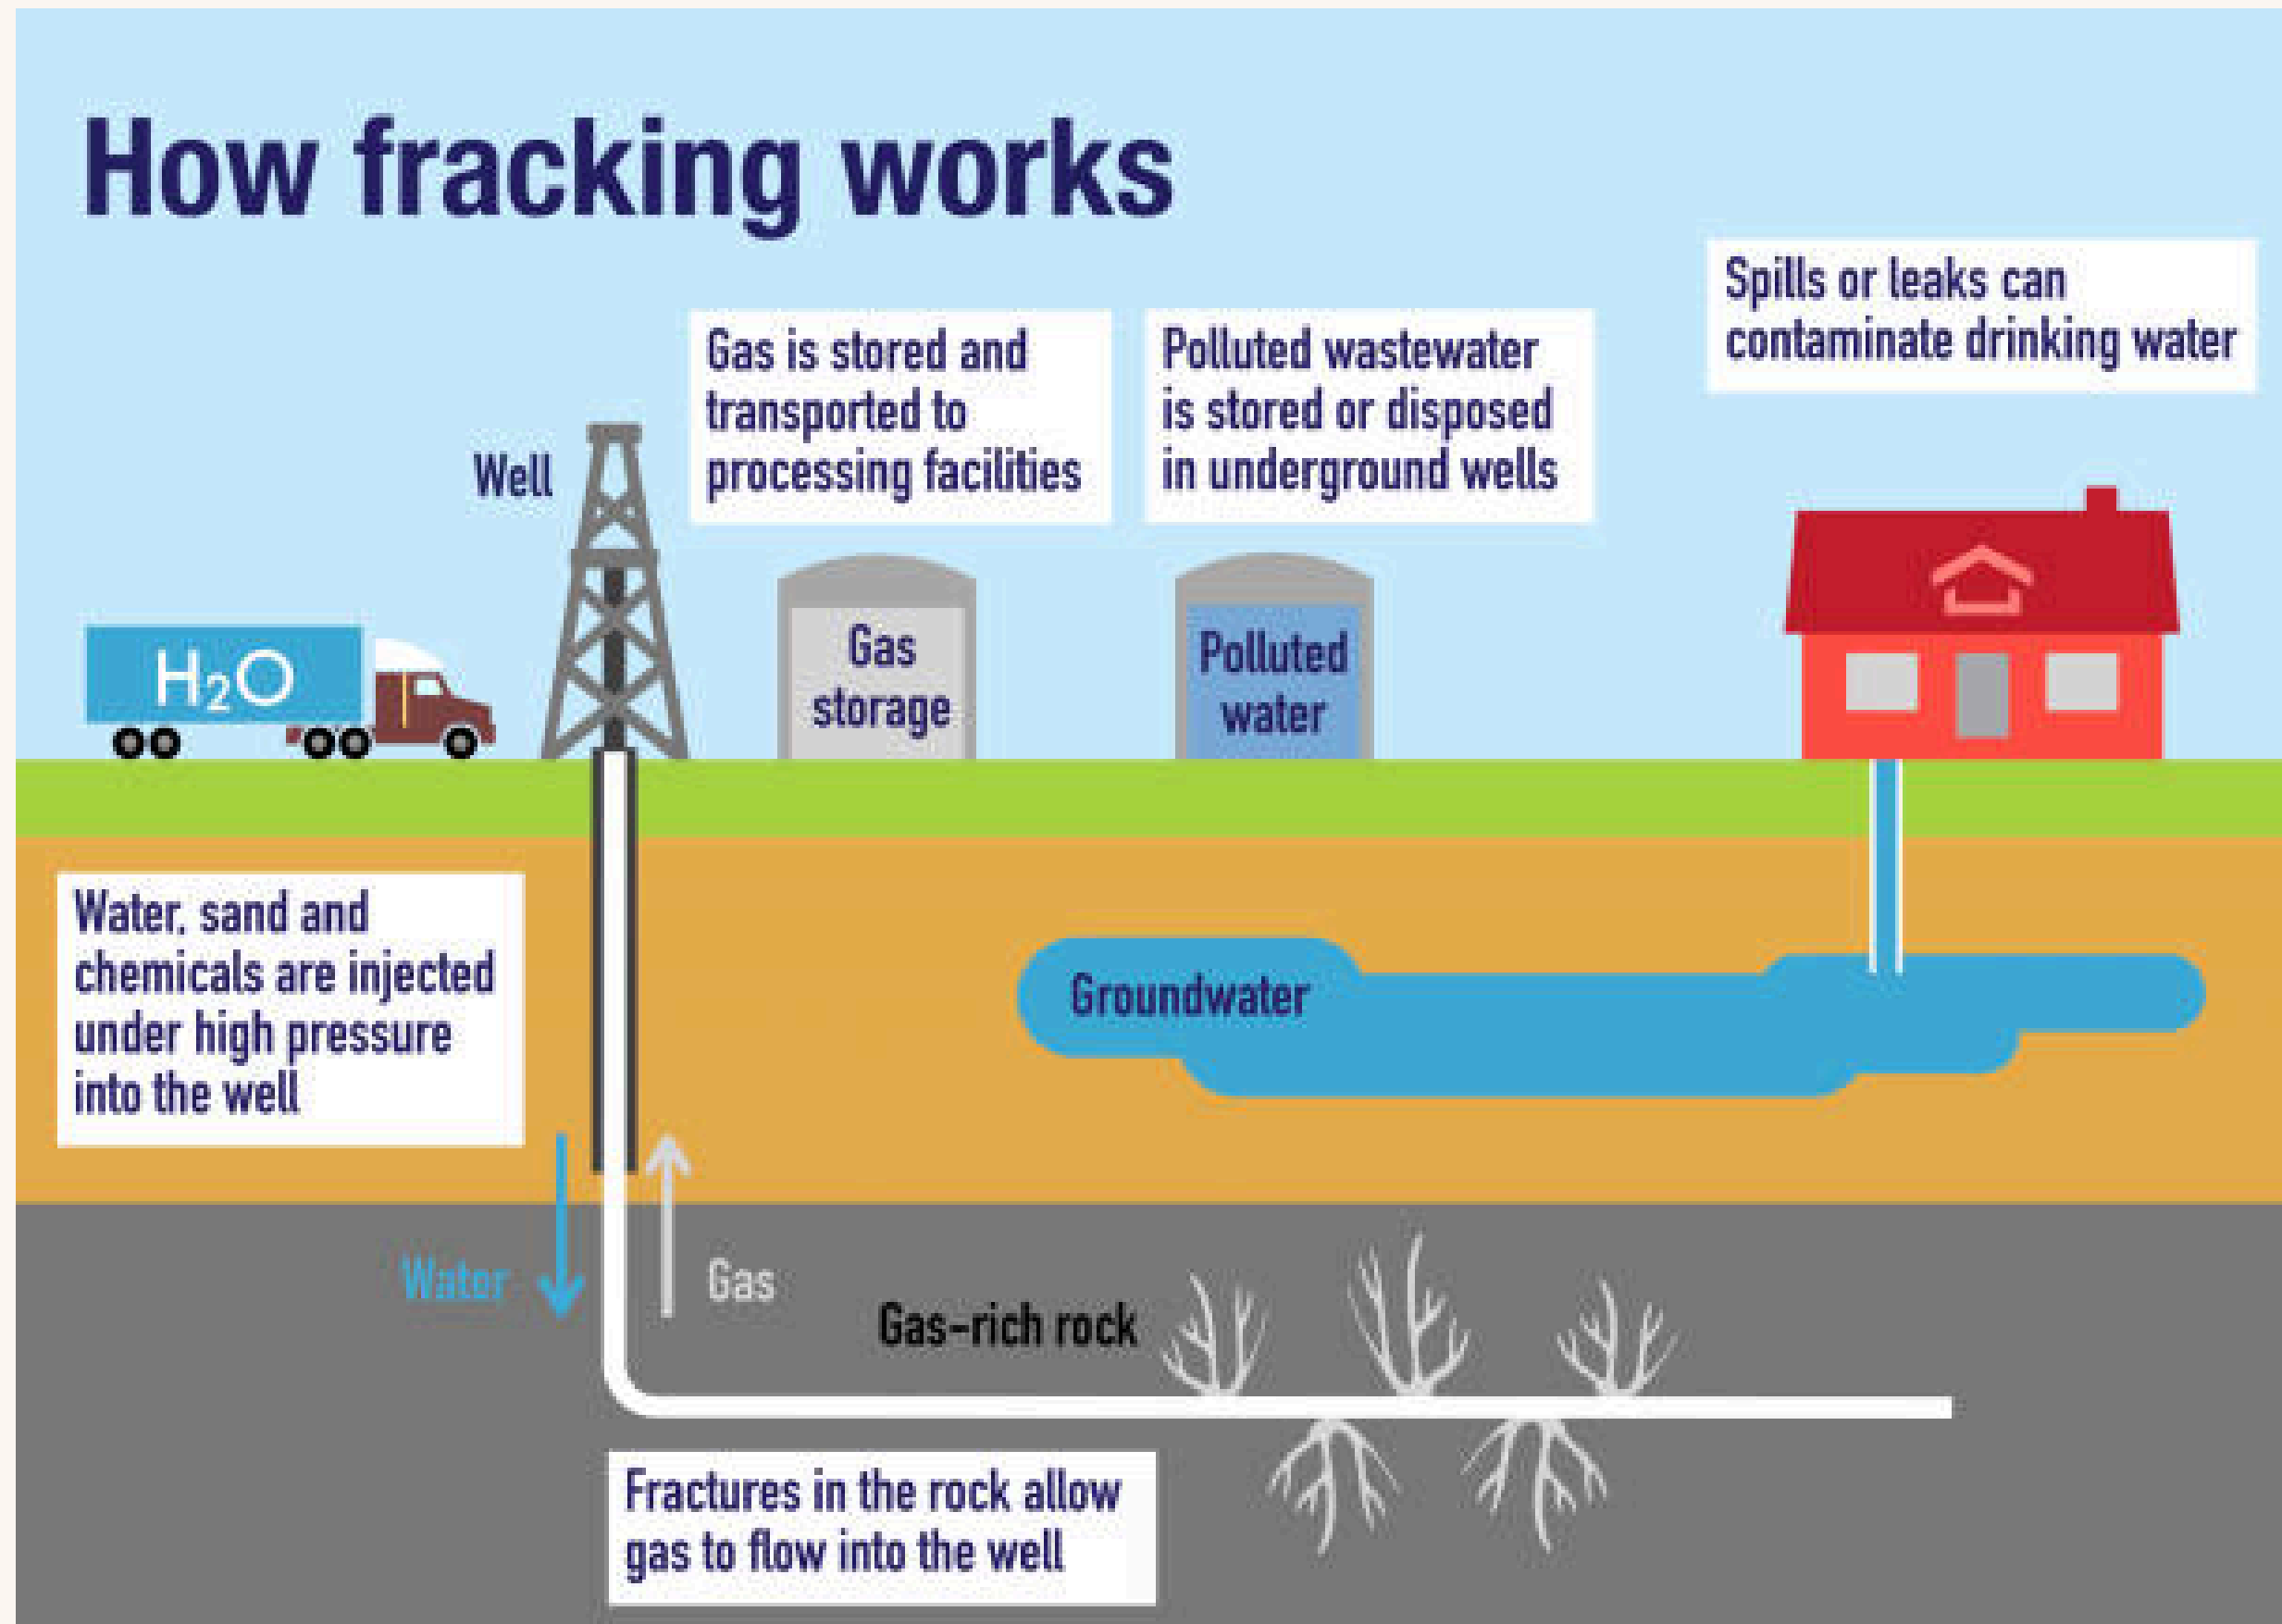 How fracking works
Spills or leaks can
contaminate drinking water
Gas is stored and
transported to
processing facilities
Polluted wastewater
is stored or disposed
in underground wells
Well
H₂O
Gas
storage
Polluted
water
Water, sand and
chemicals are injected
under high pressure
into the well
Groundwater
Water
Gas
Gas-rich rock
Fractures in the rock allow
gas to flow into the well